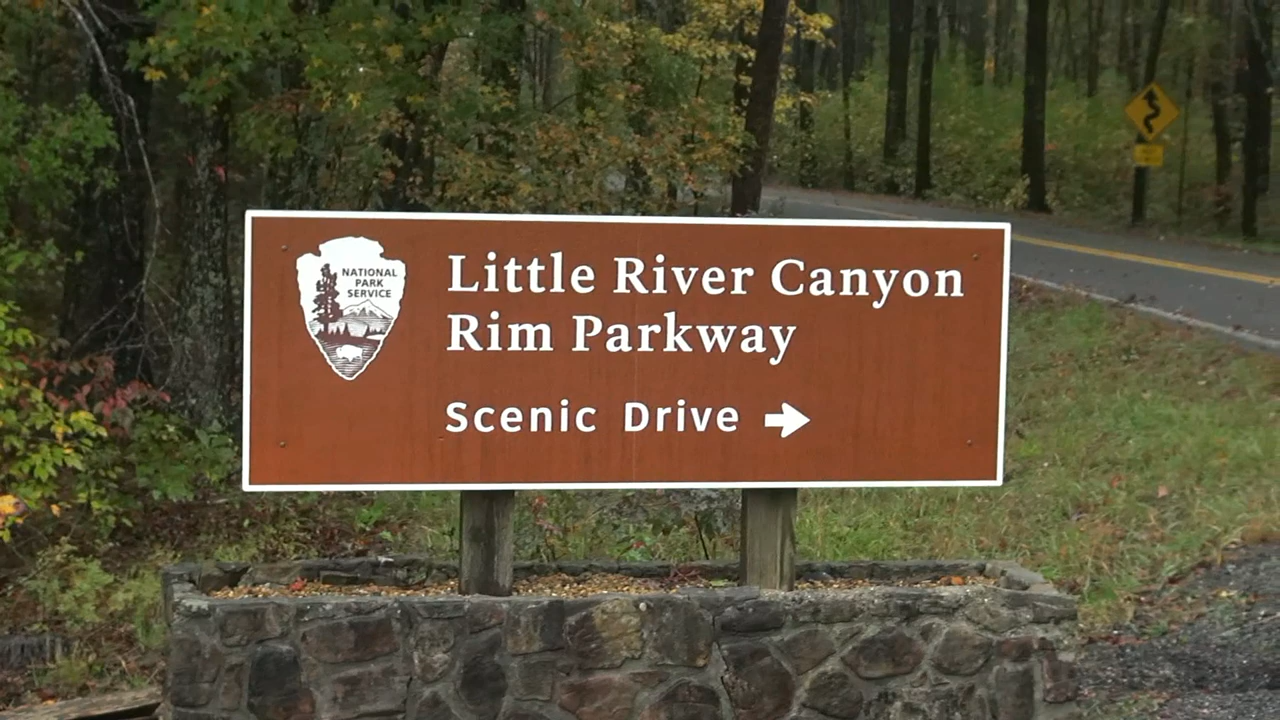 NATIONAL
PARK
SERVICE
Little River Canyon
Rim Parkway
Scenic Drive